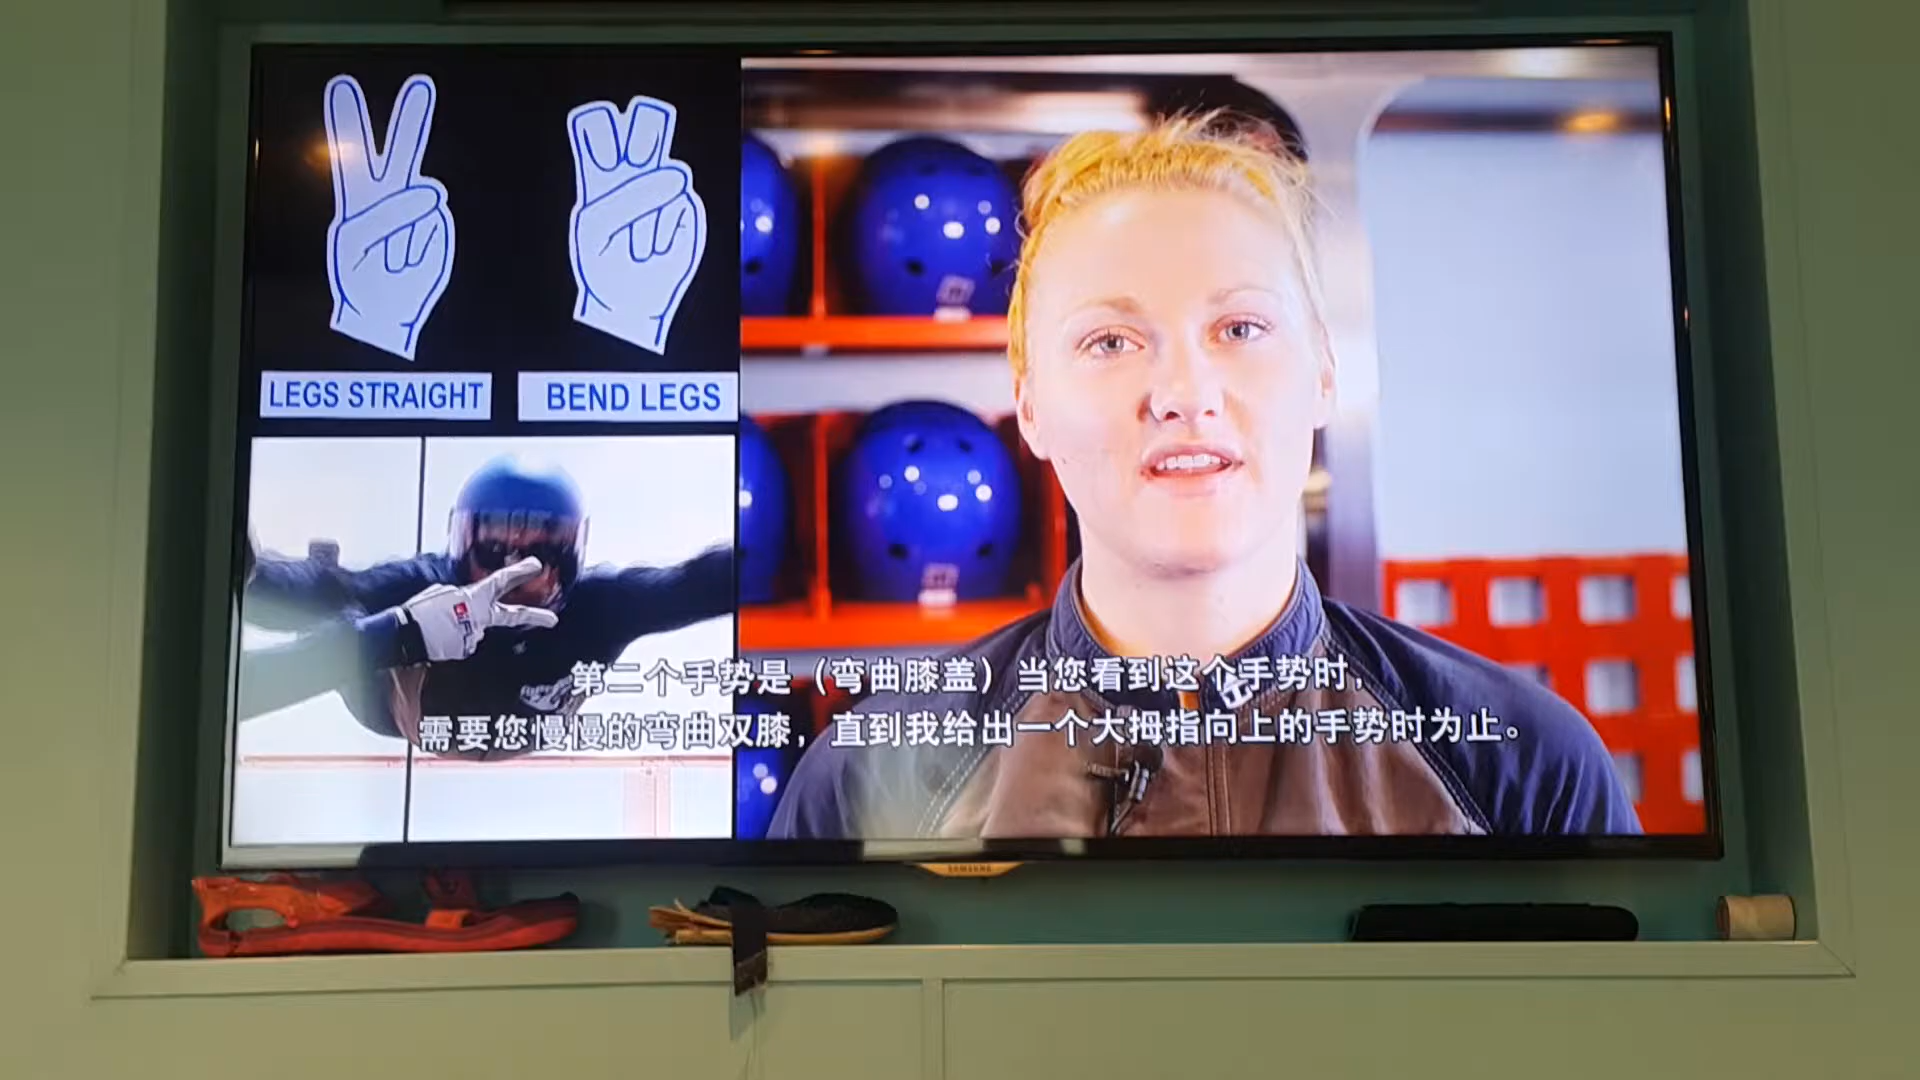 LEGS STRAIGHT
BEND LEGS
第二个手势是（弯曲膝盖）当您看到这个手势时，
需要您慢慢的弯曲双膝，直到我给出一个大拇指向上的手势时为止。
SAMSUNG